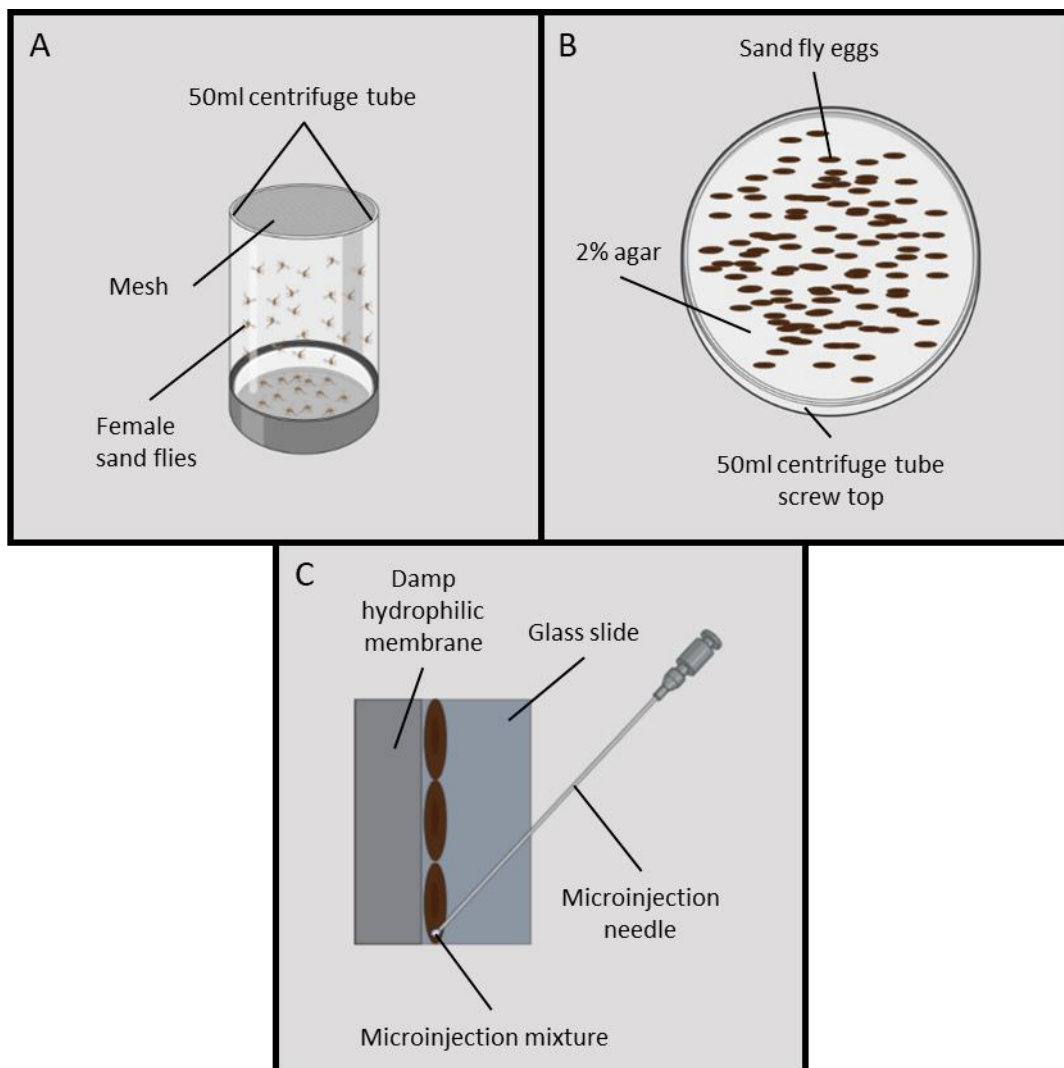 A
50ml centrifuge tube
Mesh
Female
sand flies
B
Sand fly eggs
2% agar
50ml centrifuge tube
screw top
C
Damp
hydrophilic
membrane
Glass slide
Microinjection
needle
Microinjection mixture